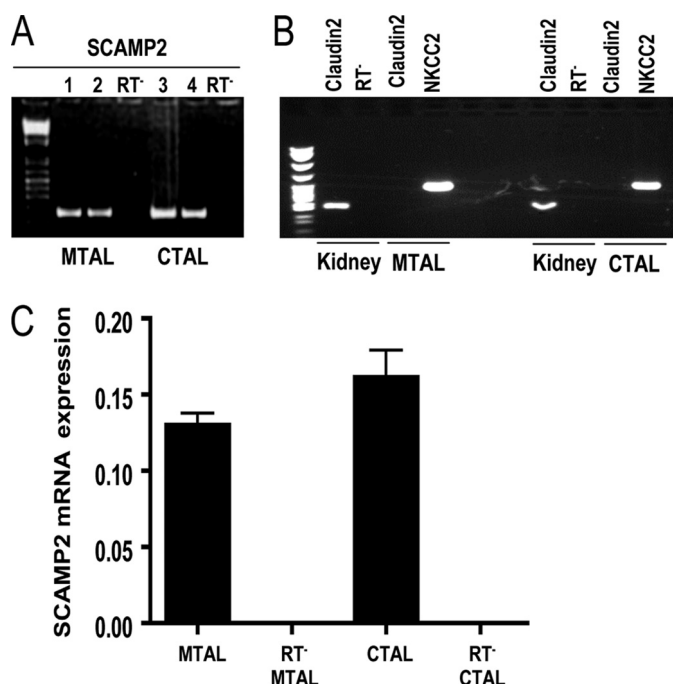 A
SCAMP2
1 2 RT- 3 4 RT-
MTAL CTAL
B
Claudin2
RT-
Claudin2
NKCC2
Claudin2
RT-
Claudin2
NKCC2
Kidney MTAL Kidney CTAL
C
SCAMP2 mRNA expression
0.20
0.15
0.10
0.05
0.00
MTAL RT- MTAL CTAL RT- CTAL